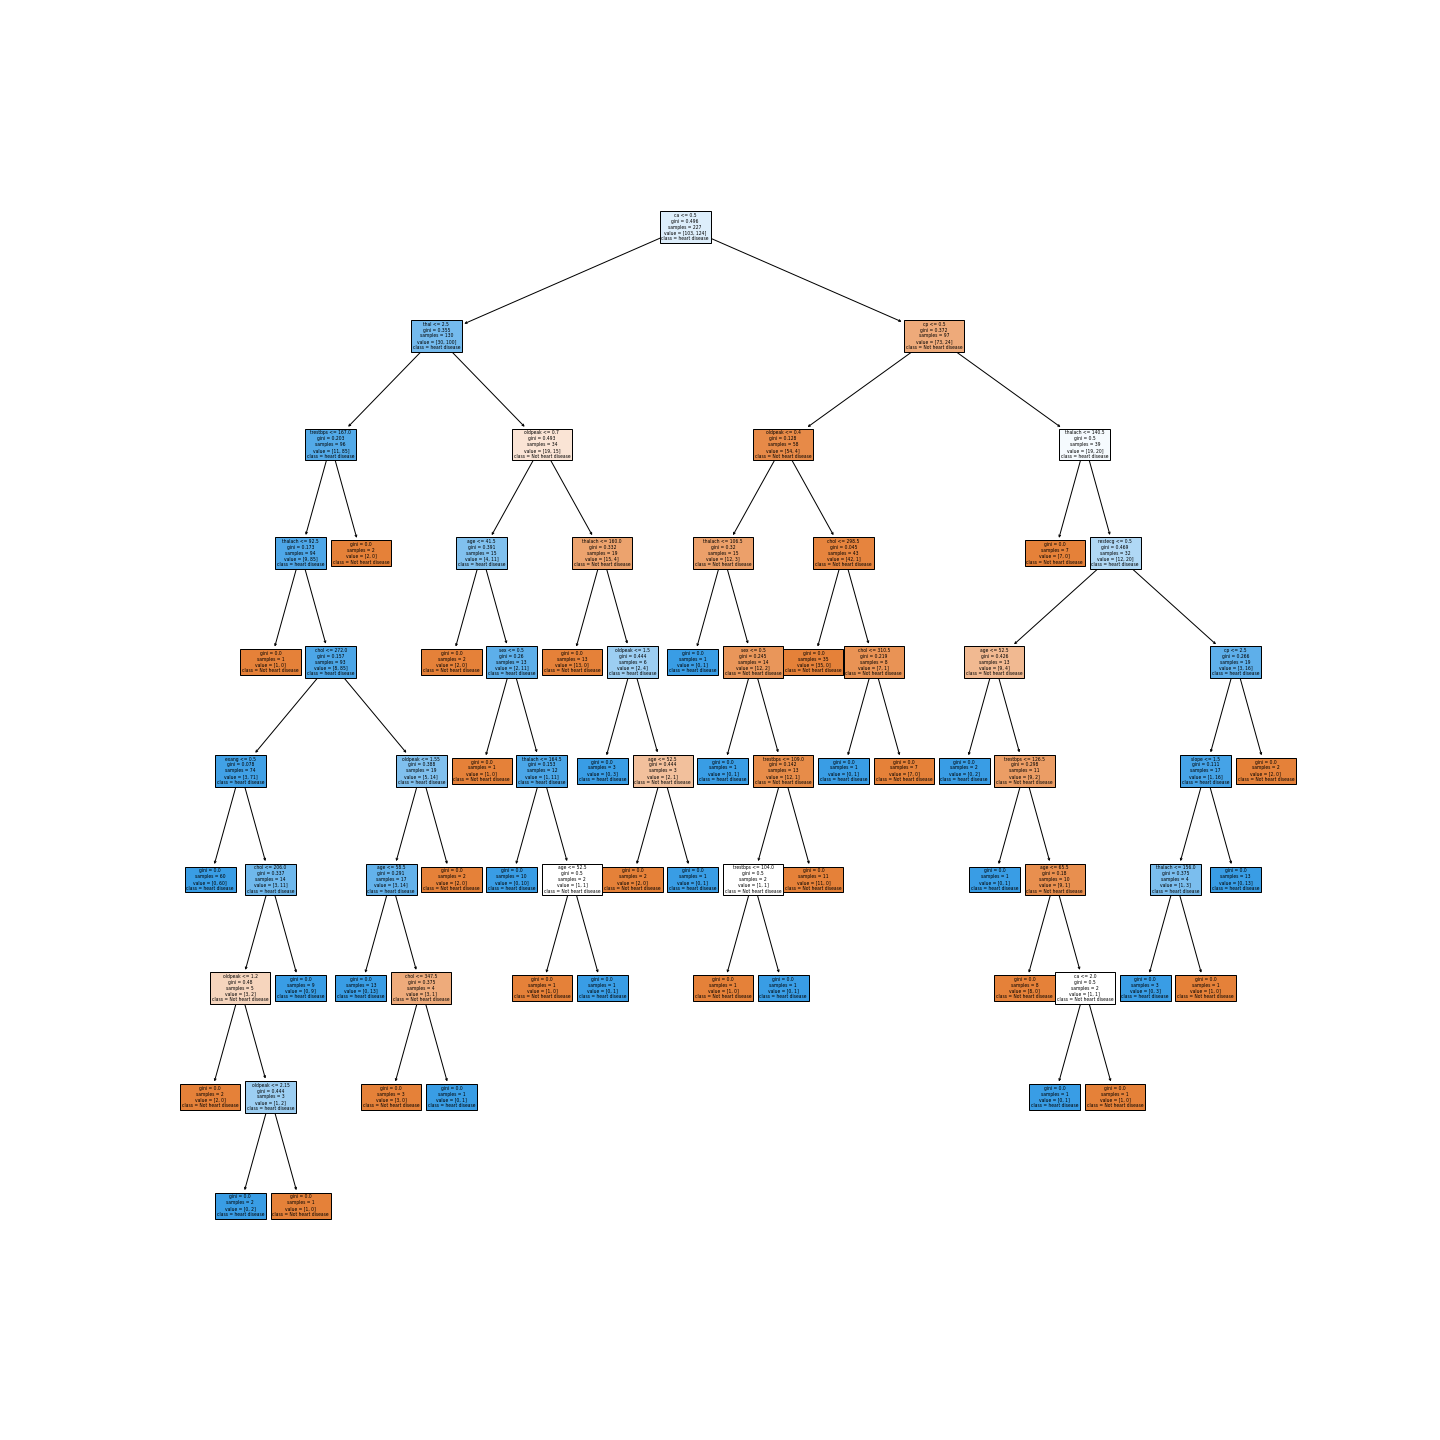 ca <= 0.5
gini = 0.496
samples = 227
value = [103, 124]
class = heart disease
thal <= 2.5
gini = 0.355
samples = 130
value = [30, 100]
class = heart disease
cp <= 0.5
gini = 0.372
samples = 97
value = [73, 24]
class = Not heart disease
trestbps <= 167.0
gini = 0.203
samples = 96
value = [11, 85]
class = heart disease
oldpeak <= 0.7
gini = 0.493
samples = 34
value = [19, 15]
class = Not heart disease
oldpeak <= 0.4
gini = 0.128
samples = 58
value = [54, 4]
class = Not heart disease
thalach <= 140.5
gini = 0.5
samples = 39
value = [19, 20]
class = heart disease
thalach <= 92.5
gini = 0.173
samples = 94
value = [9, 85]
class = heart disease
gini = 0.0
samples = 2
value = [2, 0]
class = Not heart disease
age <= 41.5
gini = 0.391
samples = 15
value = [4, 11]
class = heart disease
thalach <= 160.0
gini = 0.332
samples = 19
value = [15, 4]
class = Not heart disease
thalach <= 106.5
gini = 0.32
samples = 15
value = [12, 3]
class = Not heart disease
chol <= 298.5
gini = 0.045
samples = 43
value = [42, 1]
class = Not heart disease
gini = 0.0
samples = 7
value = [7, 0]
class = Not heart disease
restecg <= 0.5
gini = 0.469
samples = 32
value = [12, 20]
class = heart disease
gini = 0.0
samples = 1
value = [1, 0]
class = Not heart disease
chol <= 272.0
gini = 0.157
samples = 93
value = [8, 85]
class = heart disease
gini = 0.0
samples = 2
value = [2, 0]
class = Not heart disease
sex <= 0.5
gini = 0.26
samples = 13
value = [2, 11]
class = heart disease
gini = 0.0
samples = 13
value = [13, 0]
class = Not heart disease
oldpeak <= 1.5
gini = 0.444
samples = 6
value = [2, 4]
class = heart disease
gini = 0.0
samples = 1
value = [0, 1]
class = heart disease
sex <= 0.5
gini = 0.245
samples = 14
value = [12, 2]
class = Not heart disease
gini = 0.0
samples = 35
value = [35, 0]
class = Not heart disease
chol <= 310.5
gini = 0.219
samples = 8
value = [7, 1]
class = Not heart disease
age <= 52.5
gini = 0.426
samples = 13
value = [9, 4]
class = Not heart disease
cp <= 2.5
gini = 0.266
samples = 19
value = [3, 16]
class = heart disease
exang <= 0.5
gini = 0.078
samples = 74
value = [3, 71]
class = heart disease
oldpeak <= 1.55
gini = 0.388
samples = 19
value = [5, 14]
class = heart disease
gini = 0.0
samples = 1
value = [1, 0]
class = Not heart disease
thalach <= 164.5
gini = 0.153
samples = 12
value = [1, 11]
class = heart disease
gini = 0.0
samples = 3
value = [0, 3]
class = heart disease
age <= 52.5
gini = 0.444
samples = 3
value = [2, 1]
class = Not heart disease
gini = 0.0
samples = 1
value = [0, 1]
class = heart disease
trestbps <= 109.0
gini = 0.142
samples = 13
value = [12, 1]
class = Not heart disease
gini = 0.0
samples = 1
value = [0, 1]
class = heart disease
gini = 0.0
samples = 7
value = [7, 0]
class = Not heart disease
gini = 0.0
samples = 2
value = [0, 2]
class = heart disease
trestbps <= 126.5
gini = 0.298
samples = 11
value = [9, 2]
class = Not heart disease
slope <= 1.5
gini = 0.111
samples = 17
value = [1, 16]
class = heart disease
gini = 0.0
samples = 2
value = [2, 0]
class = Not heart disease
gini = 0.0
samples = 60
value = [0, 60]
class = heart disease
chol <= 206.0
gini = 0.337
samples = 14
value = [3, 11]
class = heart disease
age <= 58.5
gini = 0.291
samples = 17
value = [3, 14]
class = heart disease
gini = 0.0
samples = 2
value = [2, 0]
class = Not heart disease
gini = 0.0
samples = 10
value = [0, 10]
class = heart disease
age <= 52.5
gini = 0.5
samples = 2
value = [1, 1]
class = Not heart disease
gini = 0.0
samples = 2
value = [2, 0]
class = Not heart disease
gini = 0.0
samples = 1
value = [0, 1]
class = heart disease
trestbps <= 104.0
gini = 0.5
samples = 2
value = [1, 1]
class = Not heart disease
gini = 0.0
samples = 11
value = [11, 0]
class = Not heart disease
gini = 0.0
samples = 1
value = [0, 1]
class = heart disease
age <= 65.5
gini = 0.18
samples = 10
value = [9, 1]
class = Not heart disease
thalach <= 156.0
gini = 0.375
samples = 4
value = [1, 3]
class = heart disease
gini = 0.0
samples = 13
value = [0, 13]
class = heart disease
oldpeak <= 1.2
gini = 0.48
samples = 5
value = [3, 2]
class = Not heart disease
gini = 0.0
samples = 9
value = [0, 9]
class = heart disease
gini = 0.0
samples = 13
value = [0, 13]
class = heart disease
chol <= 347.5
gini = 0.375
samples = 4
value = [3, 1]
class = Not heart disease
gini = 0.0
samples = 1
value = [1, 0]
class = Not heart disease
gini = 0.0
samples = 1
value = [0, 1]
class = heart disease
gini = 0.0
samples = 1
value = [1, 0]
class = Not heart disease
gini = 0.0
samples = 1
value = [0, 1]
class = heart disease
gini = 0.0
samples = 8
value = [8, 0]
class = Not heart disease
ca <= 2.0
gini = 0.5
samples = 2
value = [1, 1]
class = Not heart disease
gini = 0.0
samples = 3
value = [0, 3]
class = heart disease
gini = 0.0
samples = 1
value = [1, 0]
class = Not heart disease
gini = 0.0
samples = 2
value = [2, 0]
class = Not heart disease
oldpeak <= 2.15
gini = 0.444
samples = 3
value = [1, 2]
class = heart disease
gini = 0.0
samples = 3
value = [3, 0]
class = Not heart disease
gini = 0.0
samples = 1
value = [0, 1]
class = heart disease
gini = 0.0
samples = 1
value = [0, 1]
class = heart disease
gini = 0.0
samples = 1
value = [1, 0]
class = Not heart disease
gini = 0.0
samples = 2
value = [0, 2]
class = heart disease
gini = 0.0
samples = 1
value = [1, 0]
class = Not heart disease